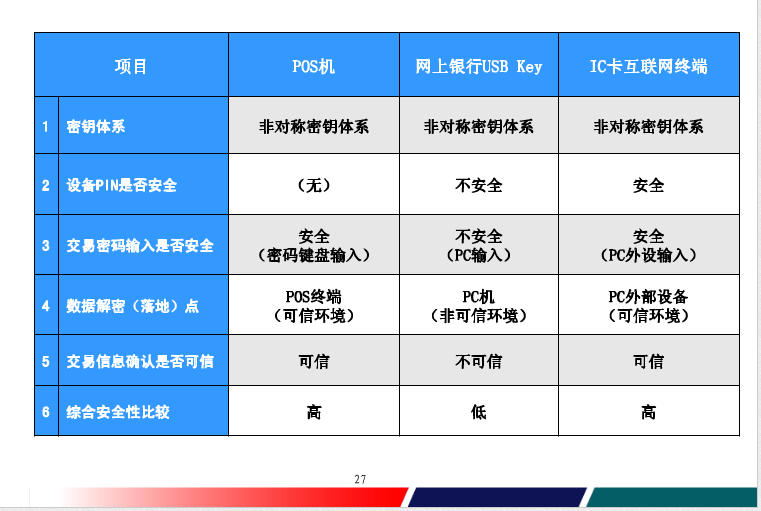 项目 POS机 网上银行USB Key IC卡互联网终端
1 密钥体系 非对称密钥体系 非对称密钥体系 非对称密钥体系
2 设备PIN是否安全 （无） 不安全 安全
3 交易密码输入是否安全 安全 不安全 安全
（密码键盘输入） （PC输入） （PC外设输入）
4 数据解密（落地）点 POS终端 PC机 PC外部设备
（可信环境） （非可信环境） （可信环境）
5 交易信息确认是否可信 可信 不可信 可信
6 综合安全性比较 高 低 高
27